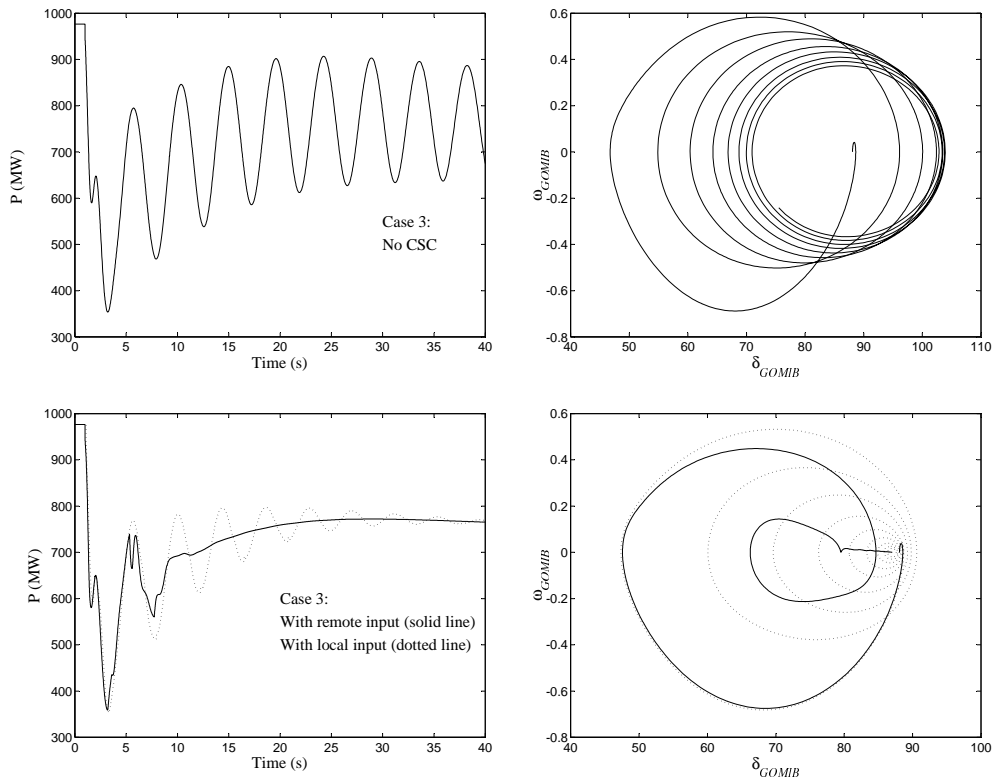 1000
900
800
700
600
500
400
300
P (MW)
0 5 10 15 20 25 30 35 40
Time (s)
Case 3:
No CSC
0.6
0.4
0.2
0
-0.2
-0.4
-0.6
-0.8
ω_GOMIB
40 50 60 70 80 90 100 110
δ_GOMIB
1000
900
800
700
600
500
400
300
P (MW)
0 5 10 15 20 25 30 35 40
Time (s)
Case 3:
With remote input (solid line)
With local input (dotted line)
0.6
0.4
0.2
0
-0.2
-0.4
-0.6
-0.8
ω_GOMIB
40 50 60 70 80 90 100
δ_GOMIB